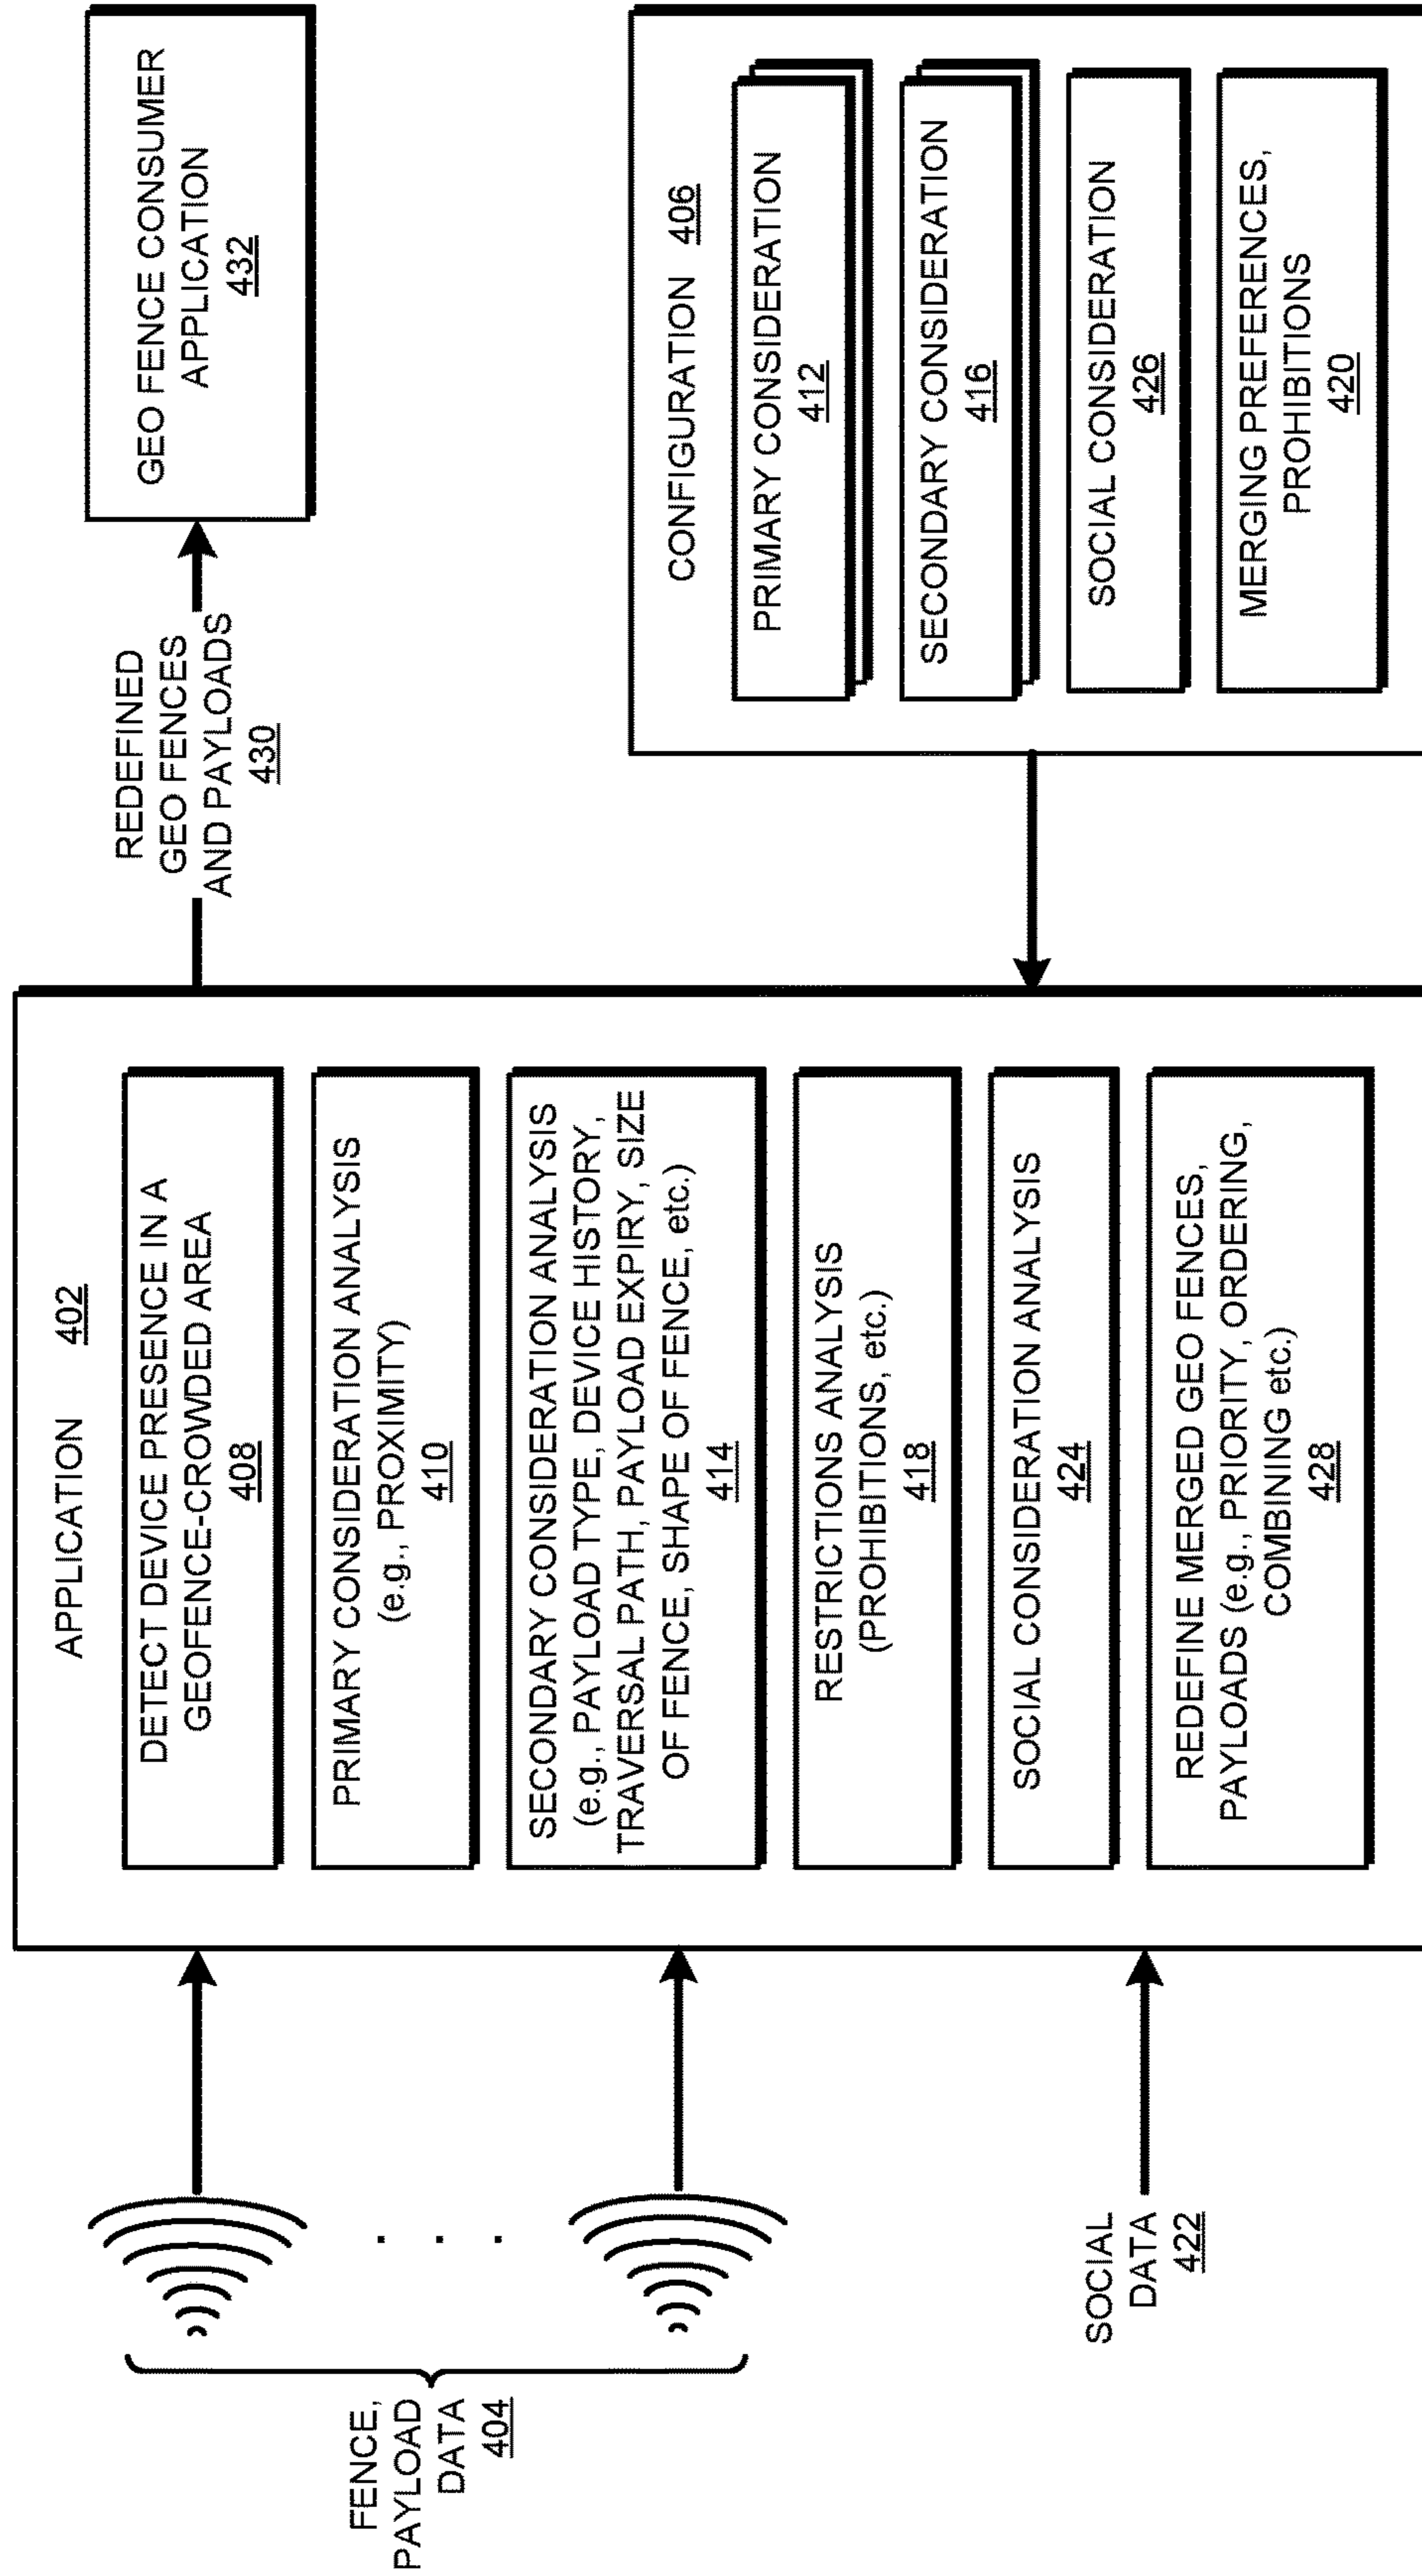 FENCE,
PAYLOAD
DATA
404
SOCIAL
DATA
422
APPLICATION 402
DETECT DEVICE PRESENCE IN A
GEOFENCE-CROWDED AREA
408
PRIMARY CONSIDERATION ANALYSIS
(e.g., PROXIMITY)
410
SECONDARY CONSIDERATION ANALYSIS
(e.g., PAYLOAD TYPE, DEVICE HISTORY,
TRAVERSAL PATH, PAYLOAD EXPIRY, SIZE
OF FENCE, SHAPE OF FENCE, etc.)
414
RESTRICTIONS ANALYSIS
(PROHIBITIONS, etc.)
418
SOCIAL CONSIDERATION ANALYSIS
424
REDEFINE MERGED GEO FENCES,
PAYLOADS (e.g., PRIORITY, ORDERING,
COMBINING etc.)
428
REDEFINED
GEO FENCES
AND PAYLOADS
430
GEO FENCE CONSUMER
APPLICATION
432
CONFIGURATION 406
PRIMARY CONSIDERATION
412
SECONDARY CONSIDERATION
416
SOCIAL CONSIDERATION
426
MERGING PREFERENCES,
PROHIBITIONS
420